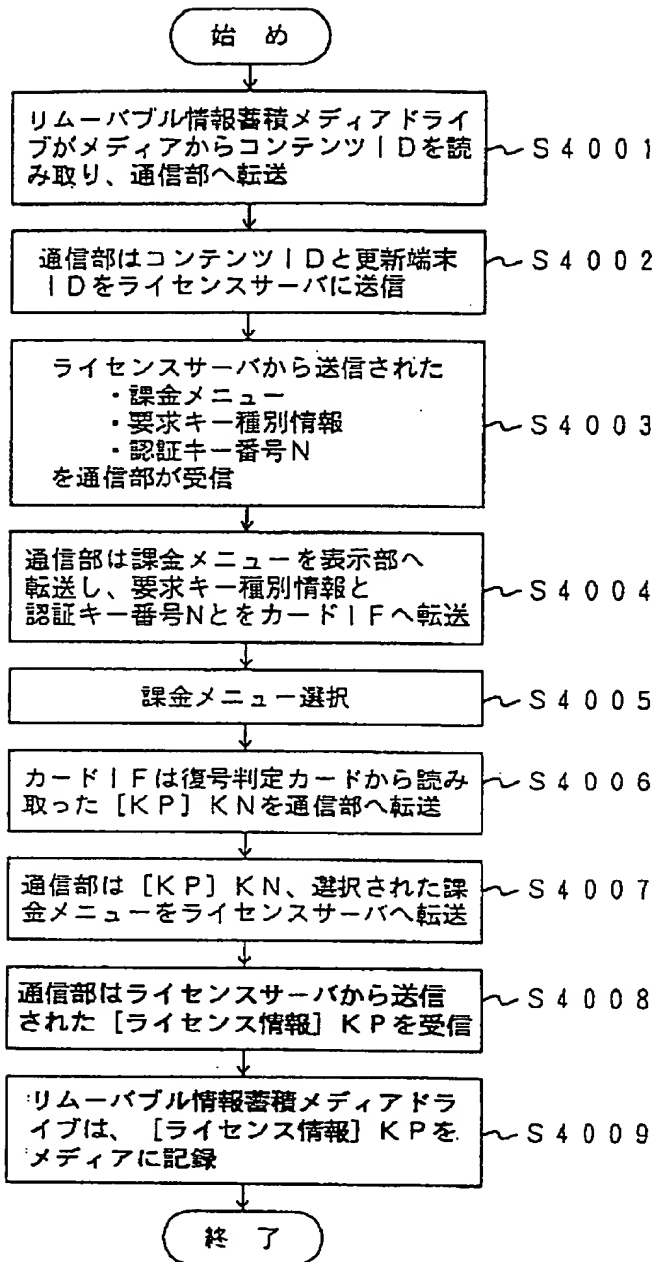 始め
リムーバブル情報蓄積メディアドライ
ブがメディアからコンテンツＩＤを読
み取り、通信部へ転送
Ｓ４００１
通信部はコンテンツＩＤと更新端末
ＩＤをライセンスサーバに送信
Ｓ４００２
ライセンスサーバから送信された
・課金メニュー
・要求キー種別情報
・認証キー番号Ｎ
を通信部が受信
Ｓ４００３
通信部は課金メニューを表示部へ
転送し、要求キー種別情報と
認証キー番号Ｎとをカードｌ Ｆへ転送
Ｓ４００４
課金メニュー選択
Ｓ４００５
カードＩＦは復号判定カードから読み
取った［ＫＰ］ＫＮを通信部へ転送
Ｓ４００６
通信部は［ＫＰ］ＫＮ、選択された課
金メニューをライセンスサーバへ転送
Ｓ４００７
通信部はライセンスサーバから送信
された［ライセンス情報］ＫＰを受信
Ｓ４００８
リムーバブル情報蓄積メディアドラ
イブは、［ライセンス情報］ＫＰを
メディアに記録
Ｓ４００９
終了